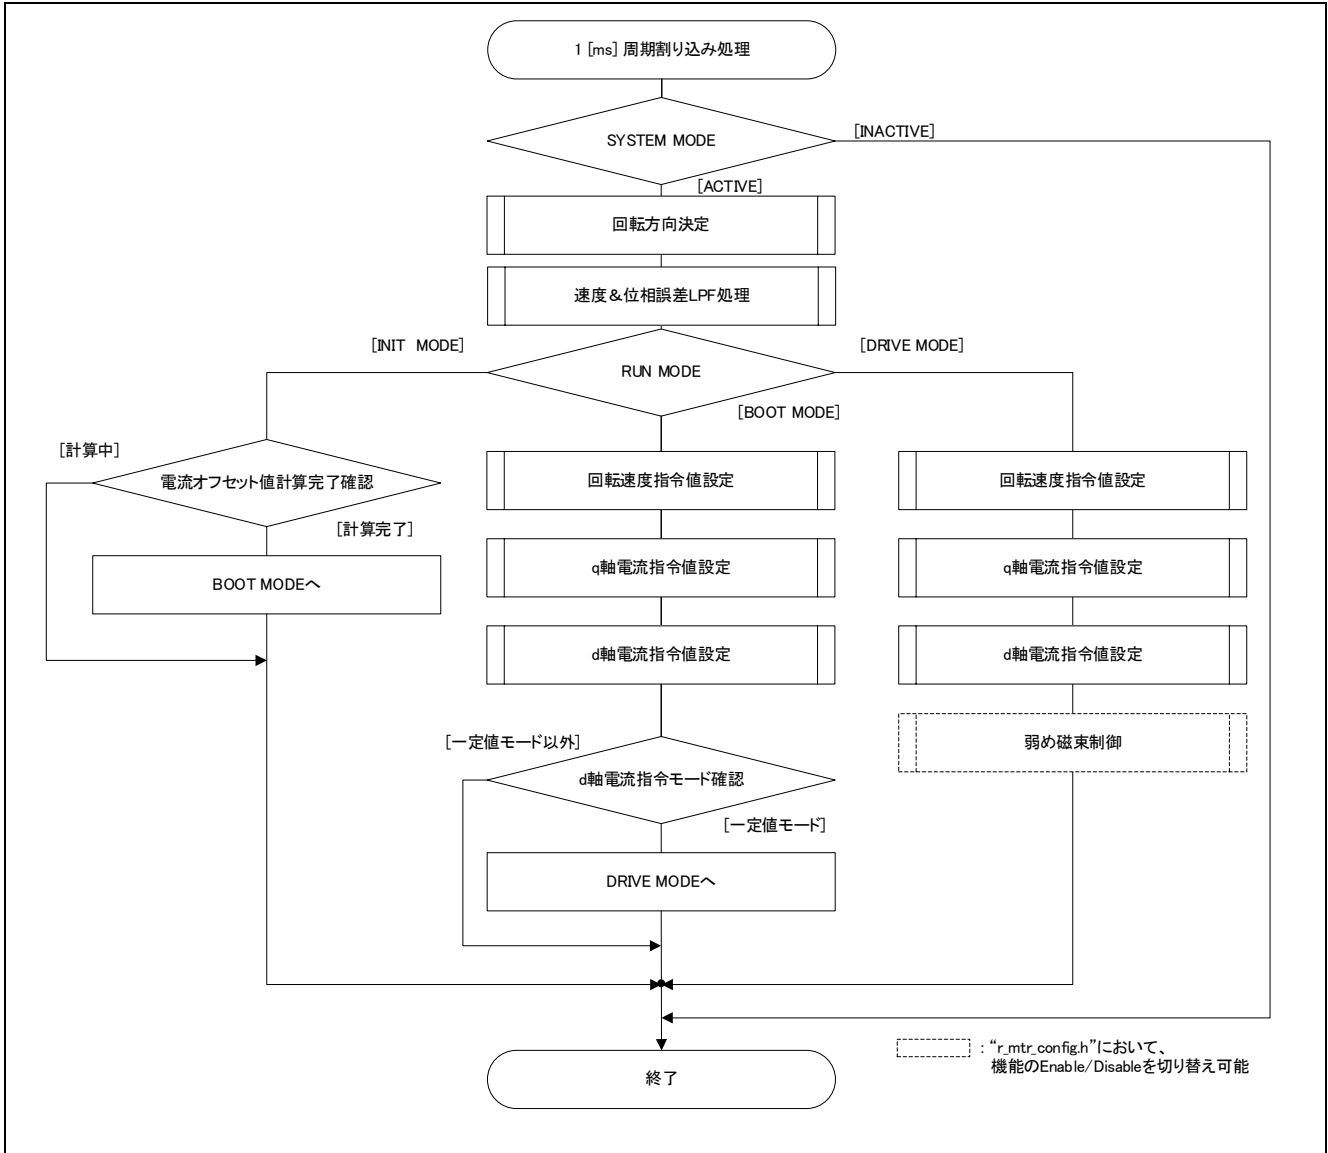 1 [ms] 周期割り込み処理
SYSTEM MODE
[INACTIVE]
[ACTIVE]
回転方向決定
速度＆位相誤差LPF処理
[INIT MODE]
RUN MODE
[DRIVE MODE]
[BOOT MODE]
[計算中]
電流オフセット値計算完了確認
[計算完了]
BOOT MODEへ
回転速度指令値設定
回転速度指令値設定
q軸電流指令値設定
q軸電流指令値設定
d軸電流指令値設定
d軸電流指令値設定
弱め磁束制御
[一定値モード以外]
d軸電流指令モード確認
[一定値モード]
DRIVE MODEへ
終了
: “r_mtr_config.h”において、
機能のEnable/Disableを切り替え可能